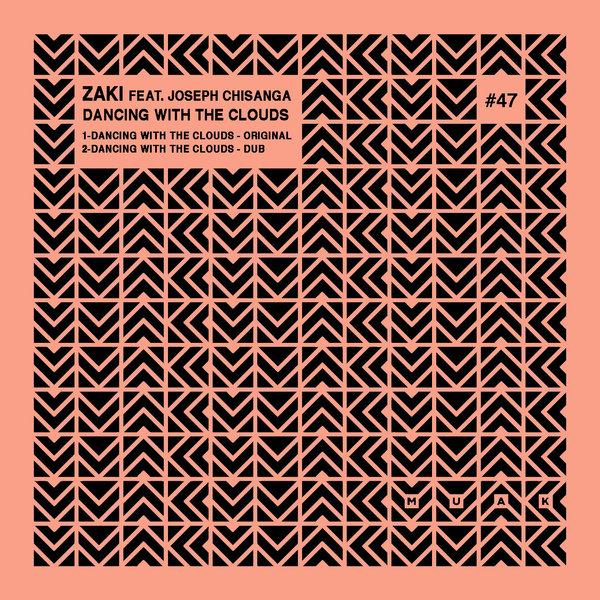 ZAKI FEAT. JOSEPH CHISANGA
DANCING WITH THE CLOUDS
1-DANCING WITH THE CLOUDS - ORIGINAL
2-DANCING WITH THE CLOUDS - DUB
#47
M U A K